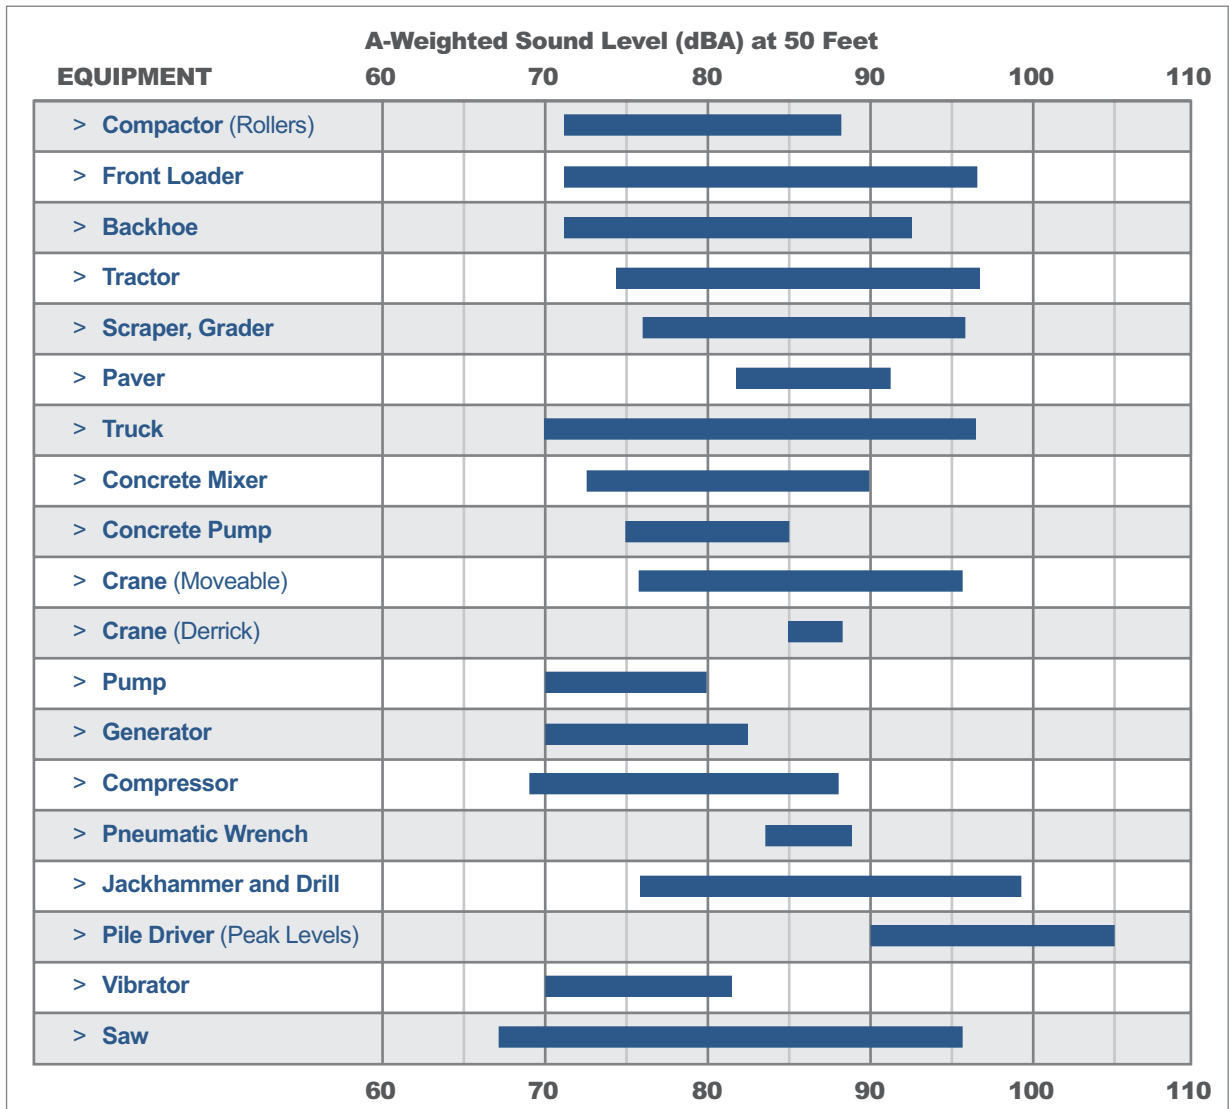 A-Weighted Sound Level (dBA) at 50 Feet
EQUIPMENT 60 70 80 90 100 110
> Compactor (Rollers)
> Front Loader
> Backhoe
> Tractor
> Scraper, Grader
> Paver
> Truck
> Concrete Mixer
> Concrete Pump
> Crane (Moveable)
> Crane (Derrick)
> Pump
> Generator
> Compressor
> Pneumatic Wrench
> Jackhammer and Drill
> Pile Driver (Peak Levels)
> Vibrator
> Saw
60 70 80 90 100 110